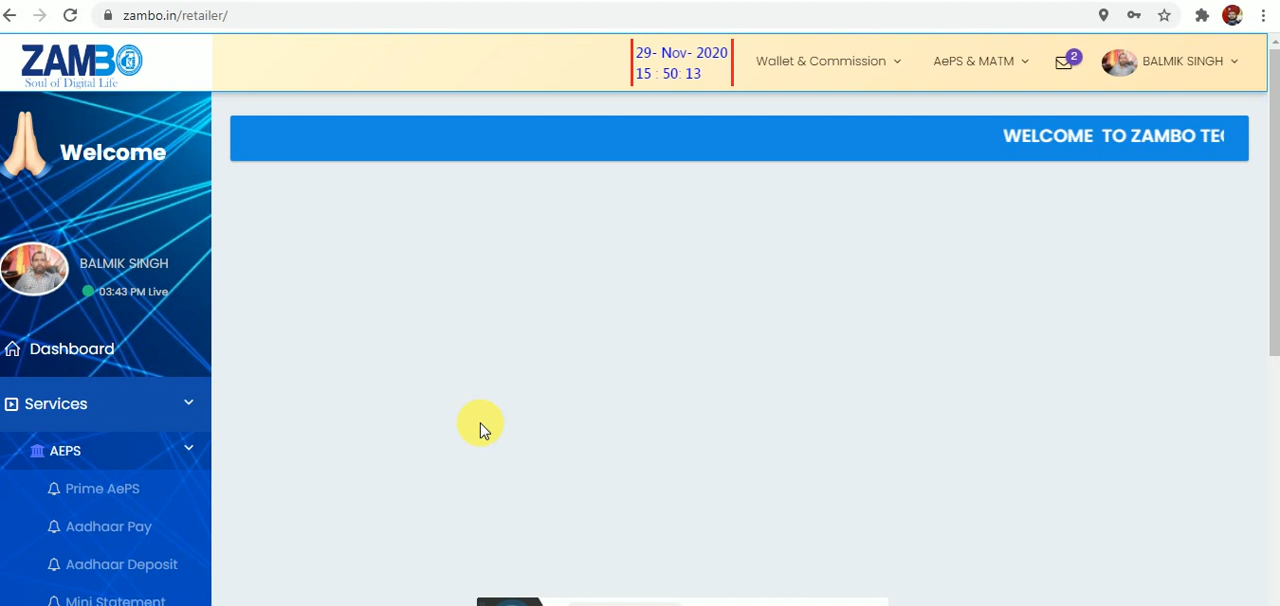 zambo.in/retailer/
ZAMBO
Soul of Digital Life
29- Nov- 2020
15 : 50: 13
Wallet & Commission
AePS & MATM
2
BALMIK SINGH
Welcome
WELCOME TO ZAMBO TEC
BALMIK SINGH
03:43 PM Live
Dashboard
Services
AEPS
Prime AePS
Aadhaar Pay
Aadhaar Deposit
Mini Statement